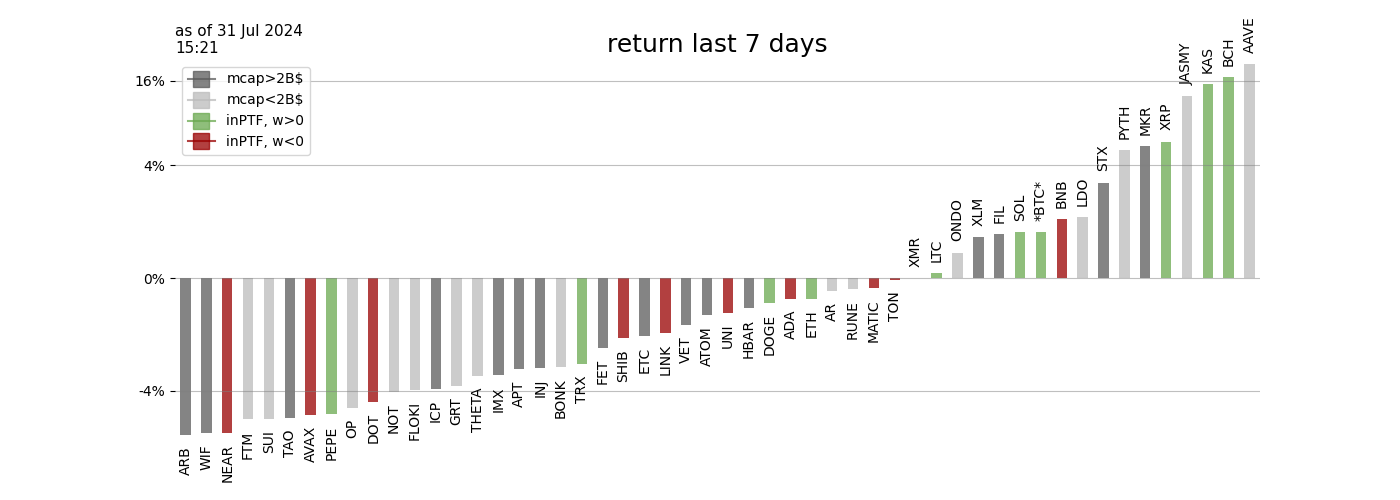 as of 31 Jul 2024
15:21
return last 7 days
mcap>2B$
mcap<2B$
inPTF, w>0
inPTF, w<0
16%
4%
0%
-4%
ARB
WIF
NEAR
FTM
SUI
TAO
AVAX
PEPE
OP
DOT
NOT
FLOKI
ICP
GRT
THETA
IMX
APT
INJ
BONK
TRX
FET
SHIB
ETC
LINK
VET
ATOM
UNI
HBAR
DOGE
ADA
ETH
AR
RUNE
MATIC
TON
XMR
LTC
ONDO
XLM
FIL
SOL
*BTC*
BNB
LDO
STX
PYTH
MKR
XRP
JASMY
KAS
BCH
AAVE